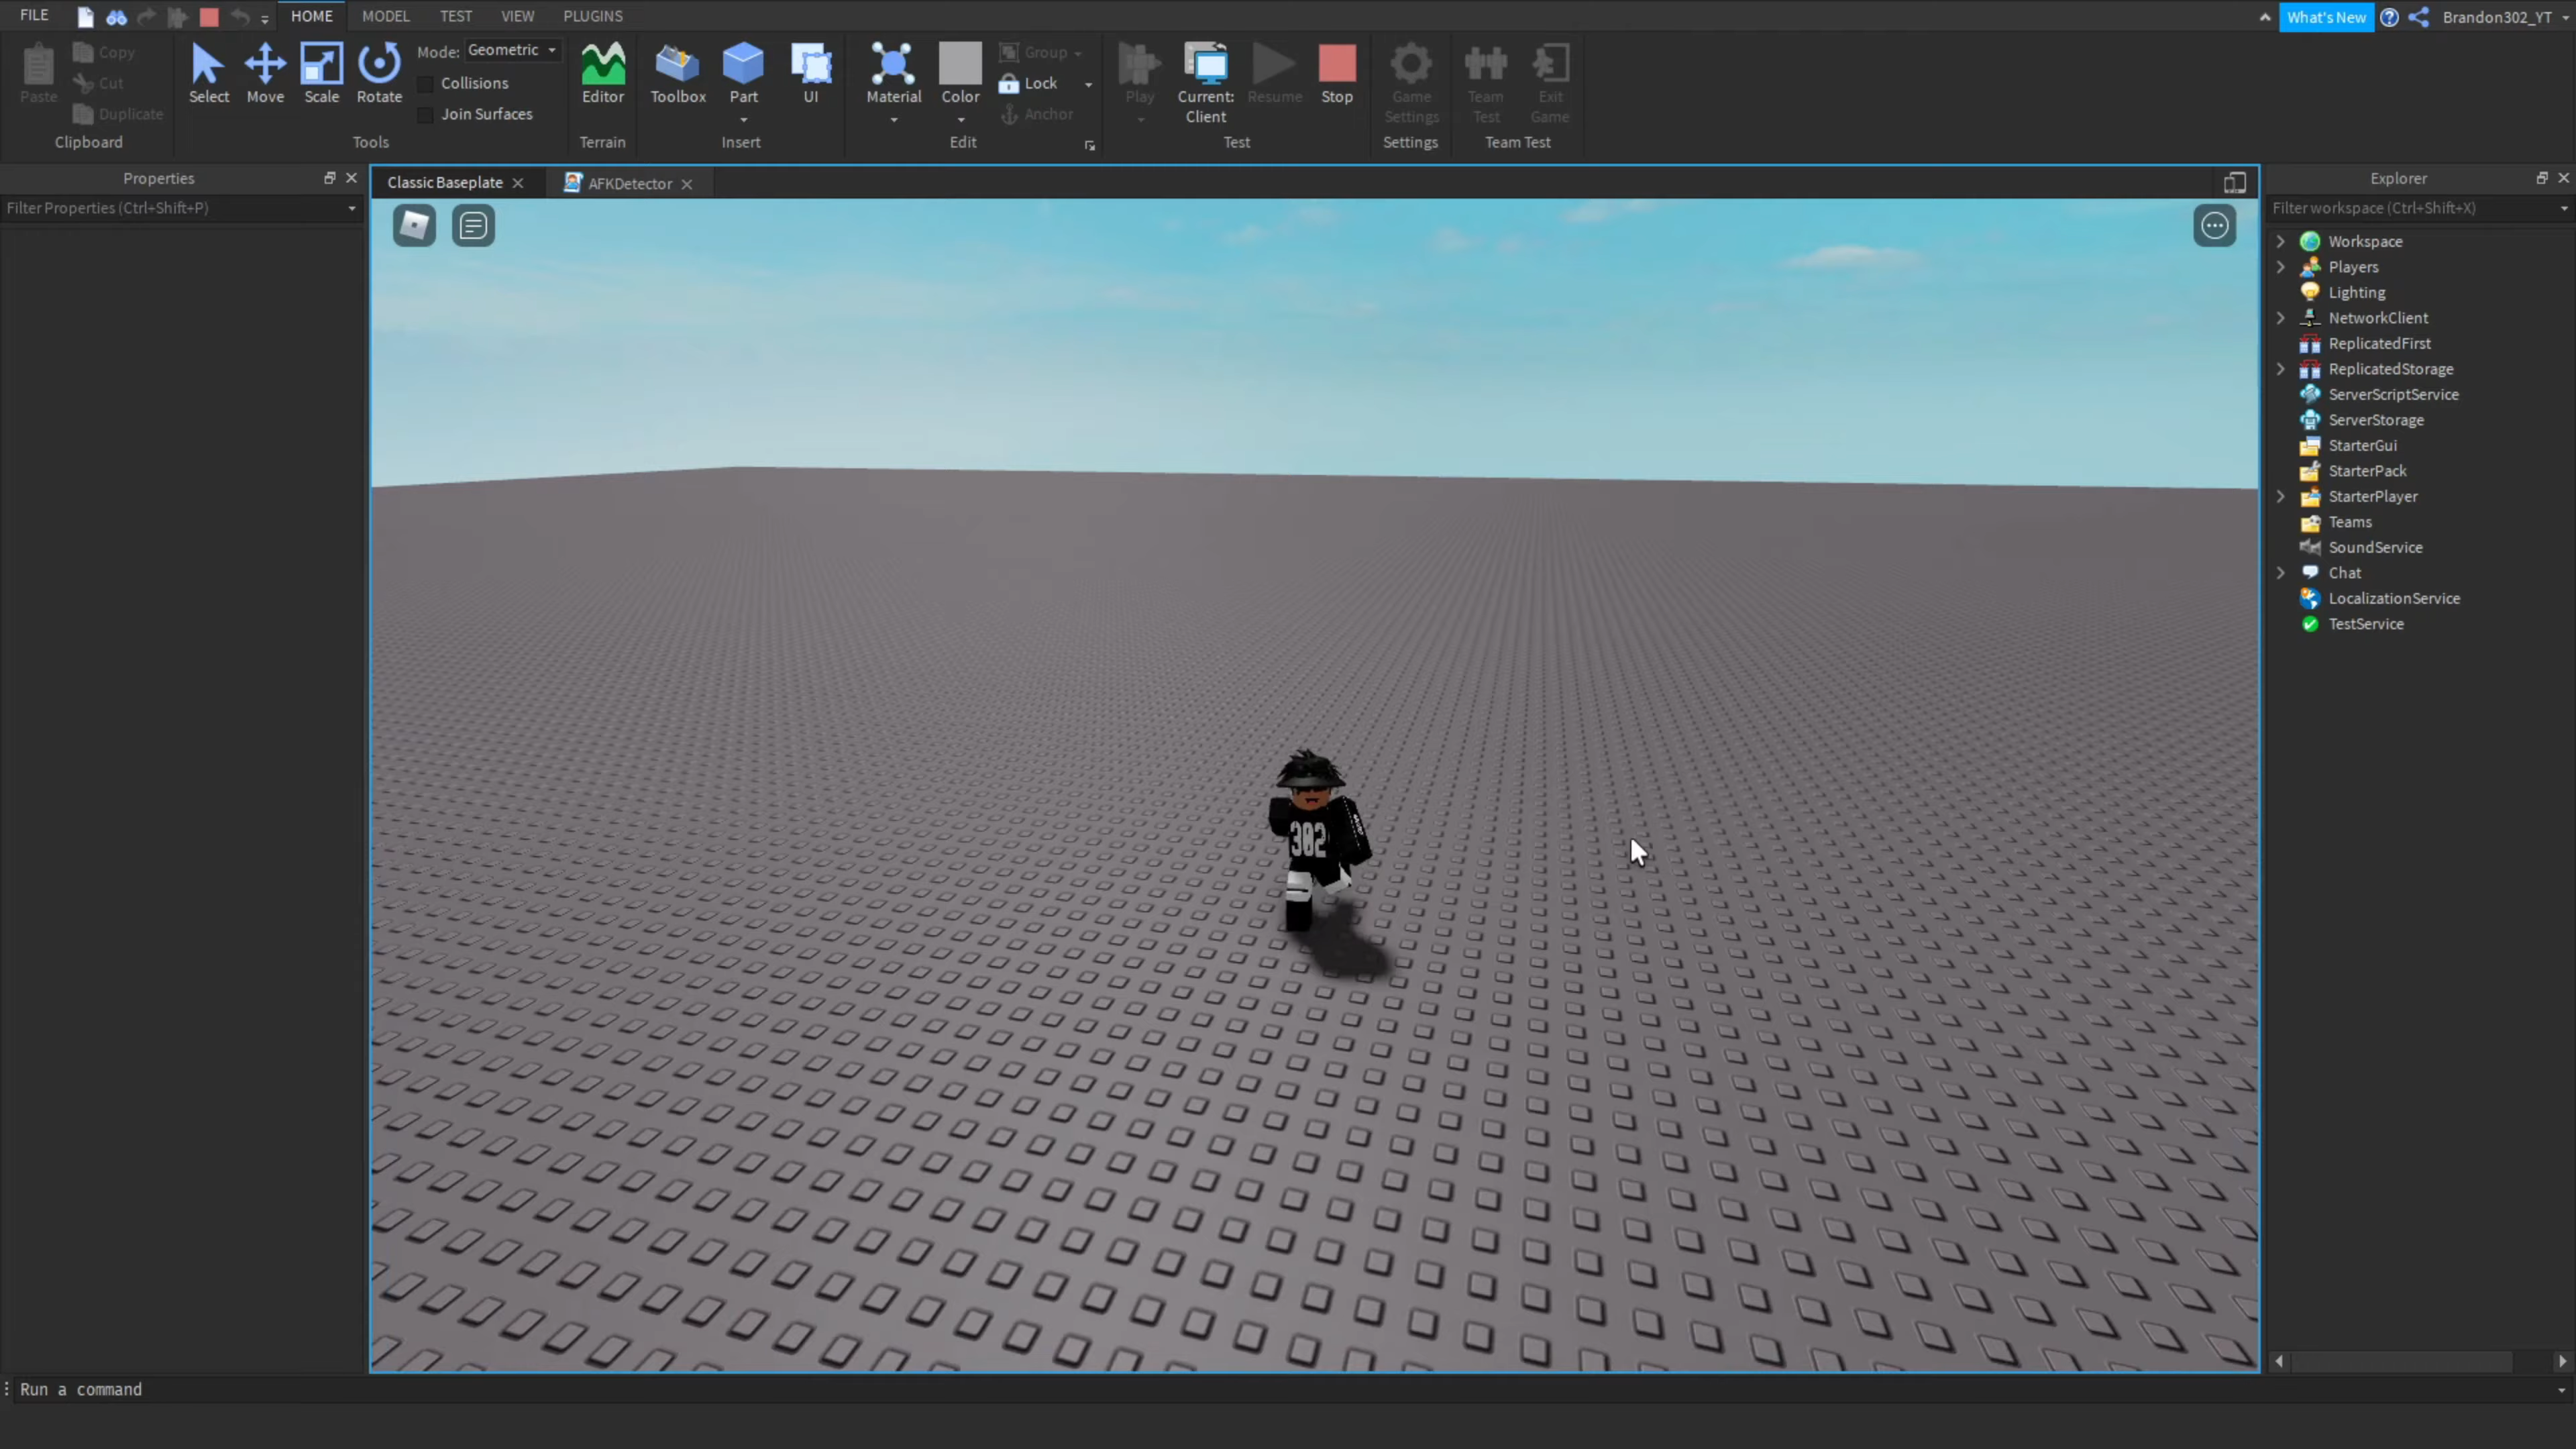 FILE HOME MODEL TEST VIEW PLUGINS What's New Brandon302_YT
Paste Copy Cut Duplicate
Clipboard
Select Move Scale Rotate Mode: Geometric
Collisions
Join Surfaces
Tools
Editor
Terrain
Toolbox Part UI
Insert
Material Color Group Lock Anchor
Edit
Play Current: Client Resume Stop
Test
Game Settings
Settings
Team Test Exit Game
Team Test
Properties
Filter Properties (Ctrl+Shift+P)
Classic Baseplate AFKDetector
302
Explorer
Filter workspace (Ctrl+Shift+X)
Workspace
Players
Lighting
NetworkClient
ReplicatedFirst
ReplicatedStorage
ServerScriptService
ServerStorage
StarterGui
StarterPack
StarterPlayer
Teams
SoundService
Chat
LocalizationService
TestService
Run a command